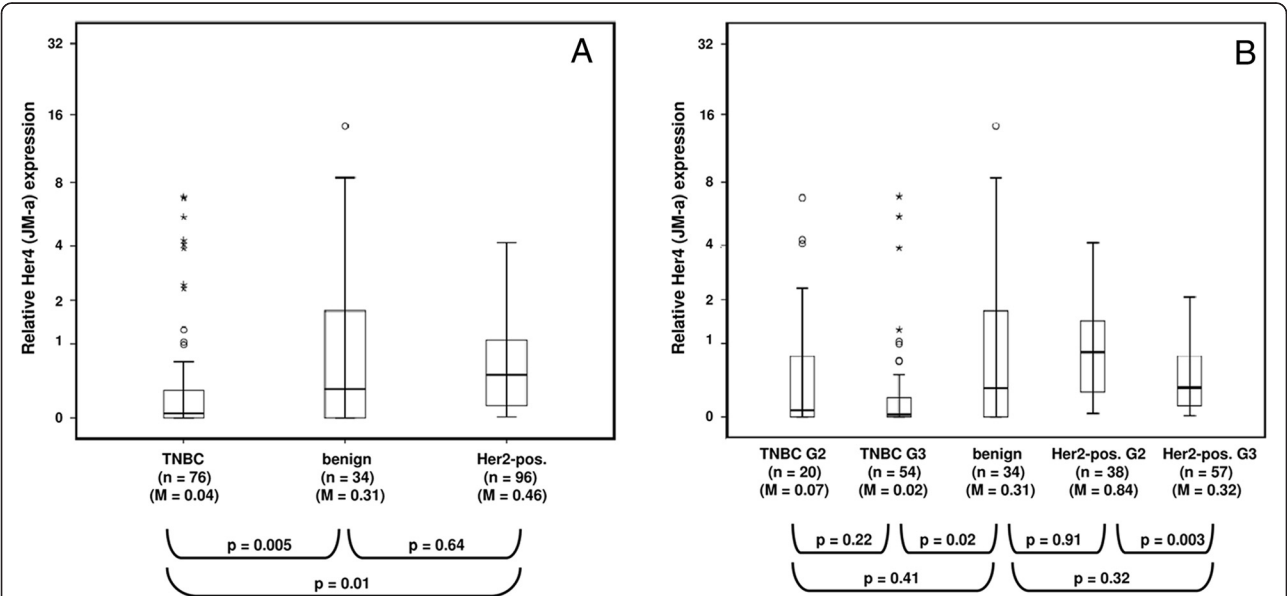 A
Relative Her4 (JM-a) expression
32
16
8
4
2
1
0
TNBC benign Her2-pos.
(n = 76) (n = 34) (n = 96)
(M = 0.04) (M = 0.31) (M = 0.46)
p = 0.005 p = 0.64
p = 0.01
B
Relative Her4 (JM-a) expression
32
16
8
4
2
1
0
TNBC G2 TNBC G3 benign Her2-pos. G2 Her2-pos. G3
(n = 20) (n = 54) (n = 34) (n = 38) (n = 57)
(M = 0.07) (M = 0.02) (M = 0.31) (M = 0.84) (M = 0.32)
p = 0.22 p = 0.02 p = 0.91 p = 0.003
p = 0.41 p = 0.32